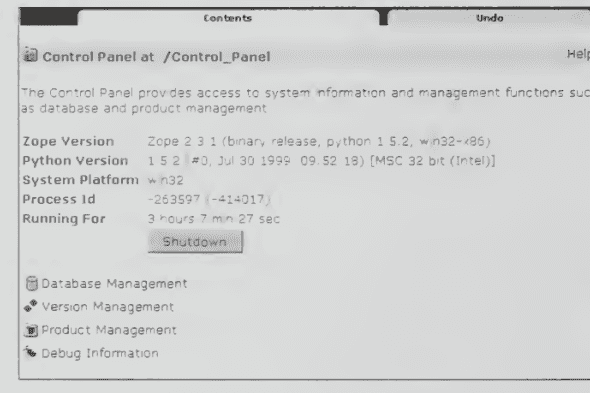 Contents Undo
Control Panel at /Control_Panel Help
The Control Panel provides access to system information and management functions suc
as database and product management
Zope Version Zope 2 3 1 (binary release, python 1 5.2, win32-x86)
Python Version 1 5 2 (#0, Jul 30 1999 09.52 18) [MSC 32 bit (Intel)]
System Platform win32
Process Id -263597 (-414017)
Running For 3 hours 7 min 27 sec
Shutdown
Database Management
Version Management
Product Management
Debug Information